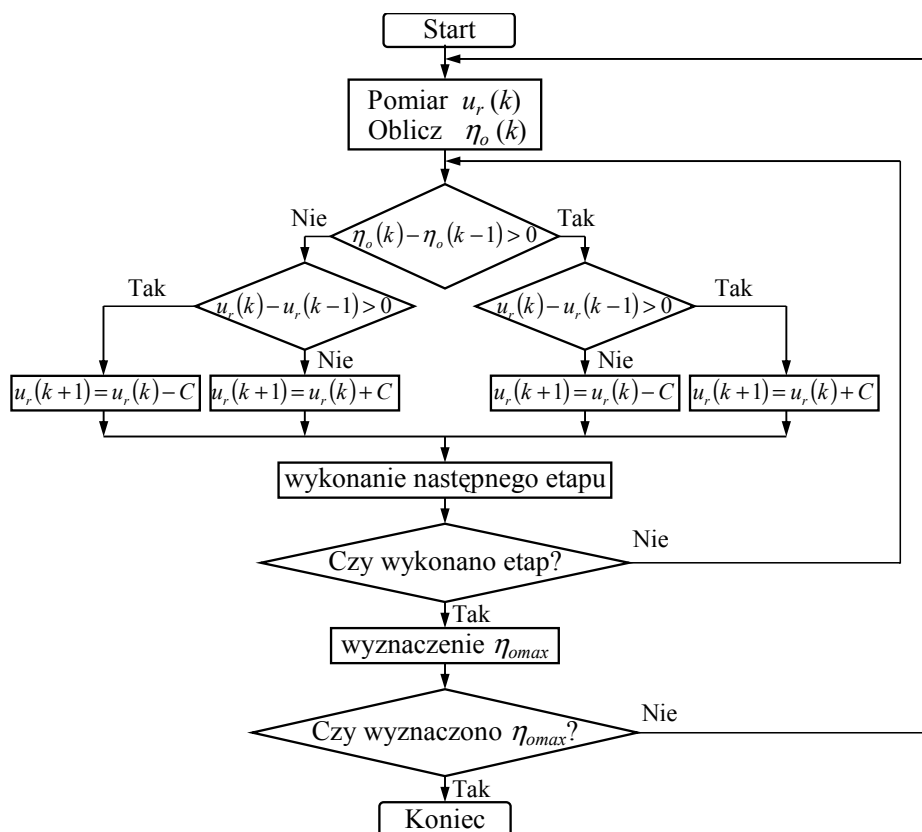 Start
Pomiar u_r (k)
Oblicz η_o (k)
Nie
Tak
η_o(k)−η_o(k−1)>0
Tak
u_r(k)−u_r(k−1)>0
u_r(k)−u_r(k−1)>0
Tak
Nie
Nie
u_r(k+1)=u_r(k)−C
u_r(k+1)=u_r(k)+C
u_r(k+1)=u_r(k)−C
u_r(k+1)=u_r(k)+C
wykonanie następnego etapu
Nie
Czy wykonano etap?
Tak
wyznaczenie η_omax
Nie
Czy wyznaczono η_omax?
Tak
Koniec